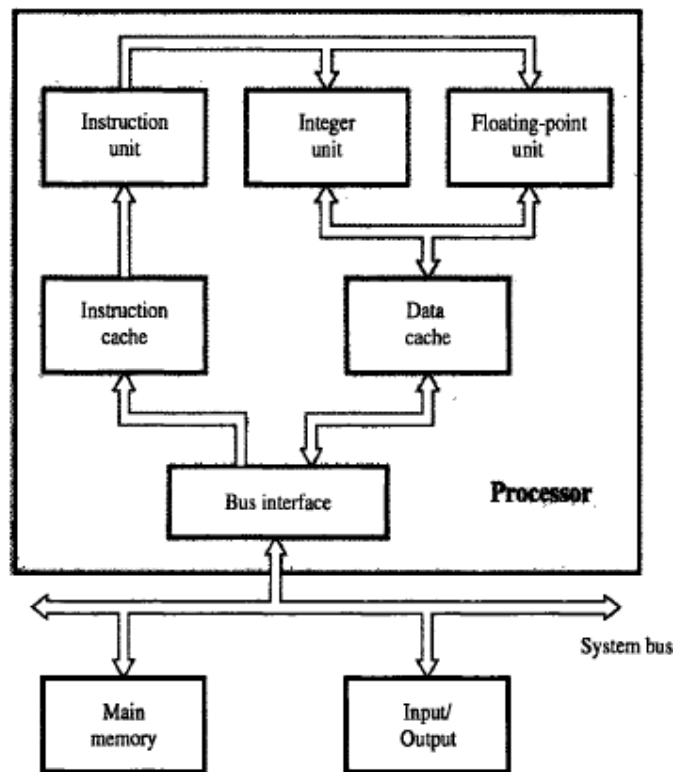 Instruction
unit
Integer
unit
Floating-point
unit
Instruction
cache
Data
cache
Bus interface
Processor
System bus
Main
memory
Input/
Output